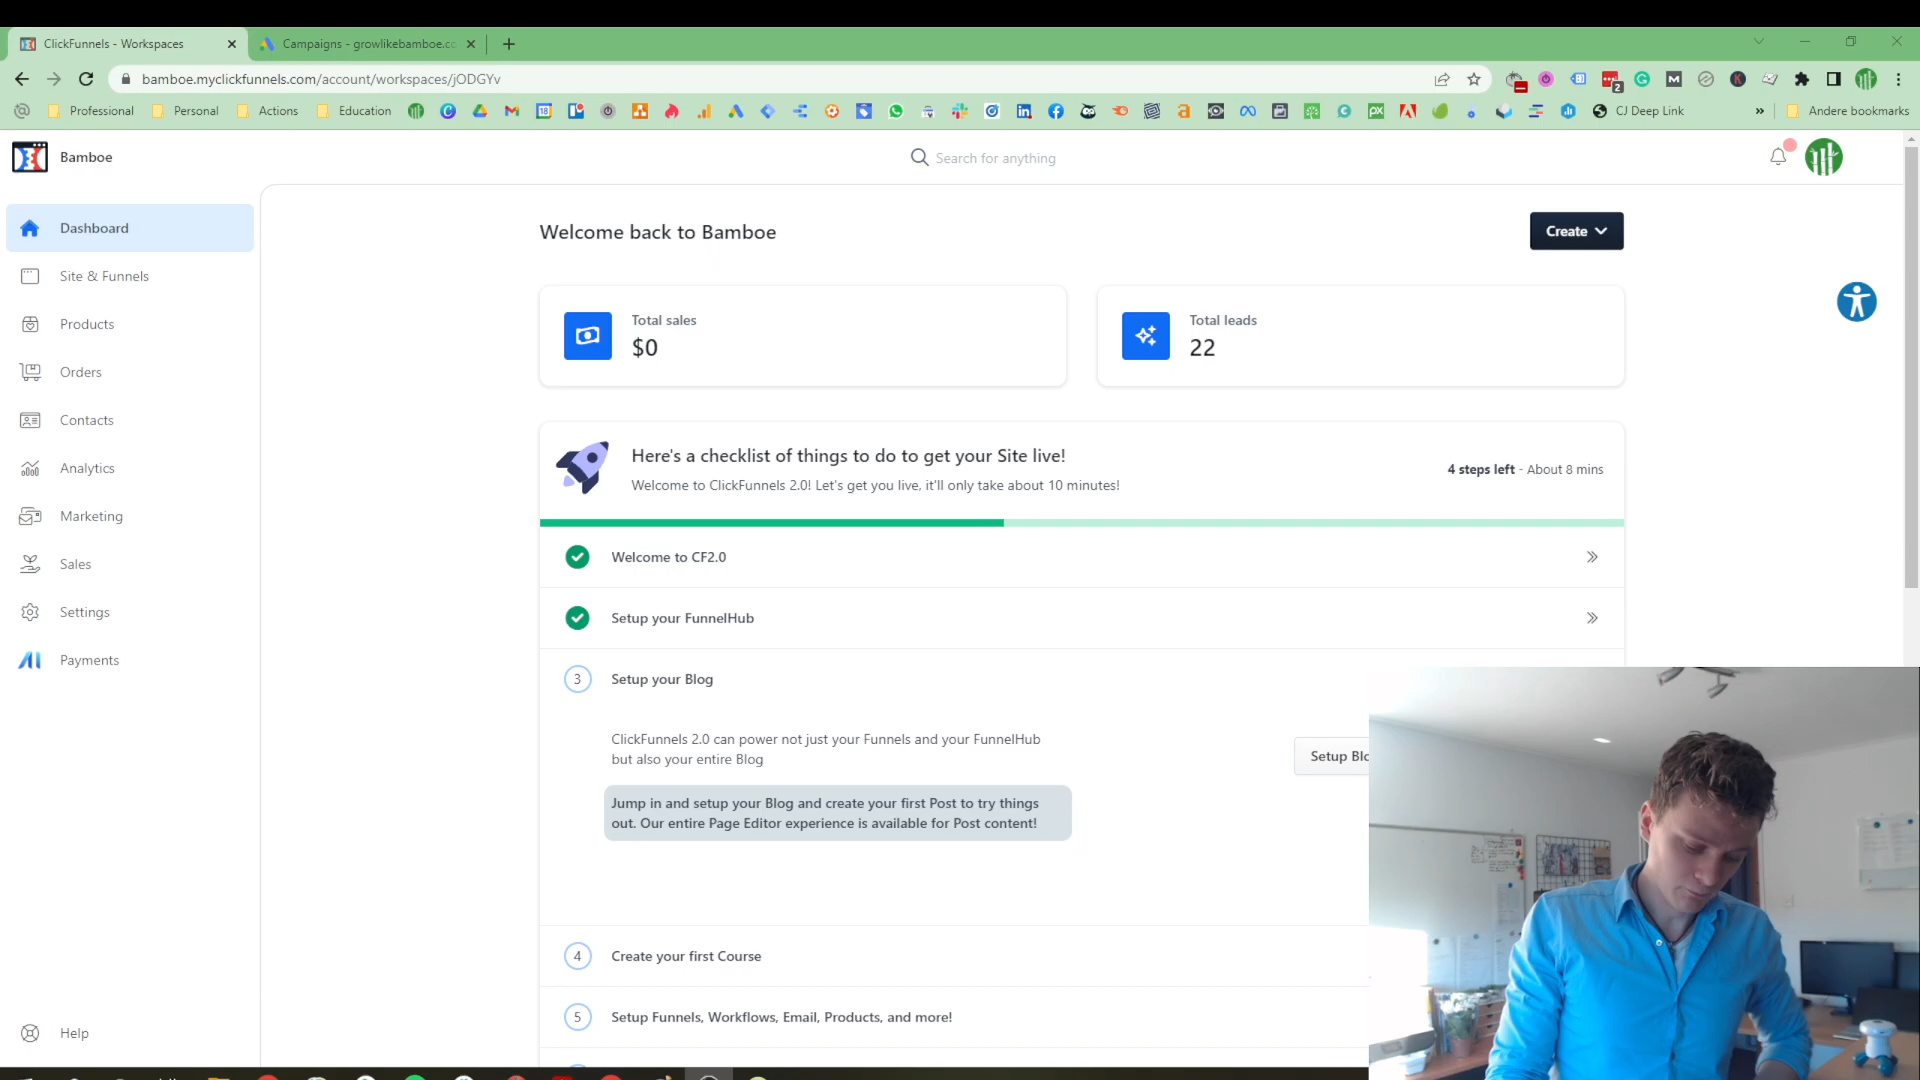 ClickFunnels - Workspaces
Campaigns - growlikebamboe.co
bamboe.myclickfunnels.com/account/workspaces/jODGYv
Professional
Personal
Actions
Education
CJ Deep Link
Andere bookmarks
Bamboe
Search for anything
Dashboard
Site & Funnels
Products
Orders
Contacts
Analytics
Marketing
Sales
Settings
Payments
Help
Welcome back to Bamboe
Create
Total sales
$0
Total leads
22
Here's a checklist of things to do to get your Site live!
Welcome to ClickFunnels 2.0! Let's get you live, it'll only take about 10 minutes!
4 steps left - About 8 mins
Welcome to CF2.0
Setup your FunnelHub
3
Setup your Blog
ClickFunnels 2.0 can power not just your Funnels and your FunnelHub
but also your entire Blog
Setup Blo
Jump in and setup your Blog and create your first Post to try things
out. Our entire Page Editor experience is available for Post content!
4
Create your first Course
5
Setup Funnels, Workflows, Email, Products, and more!